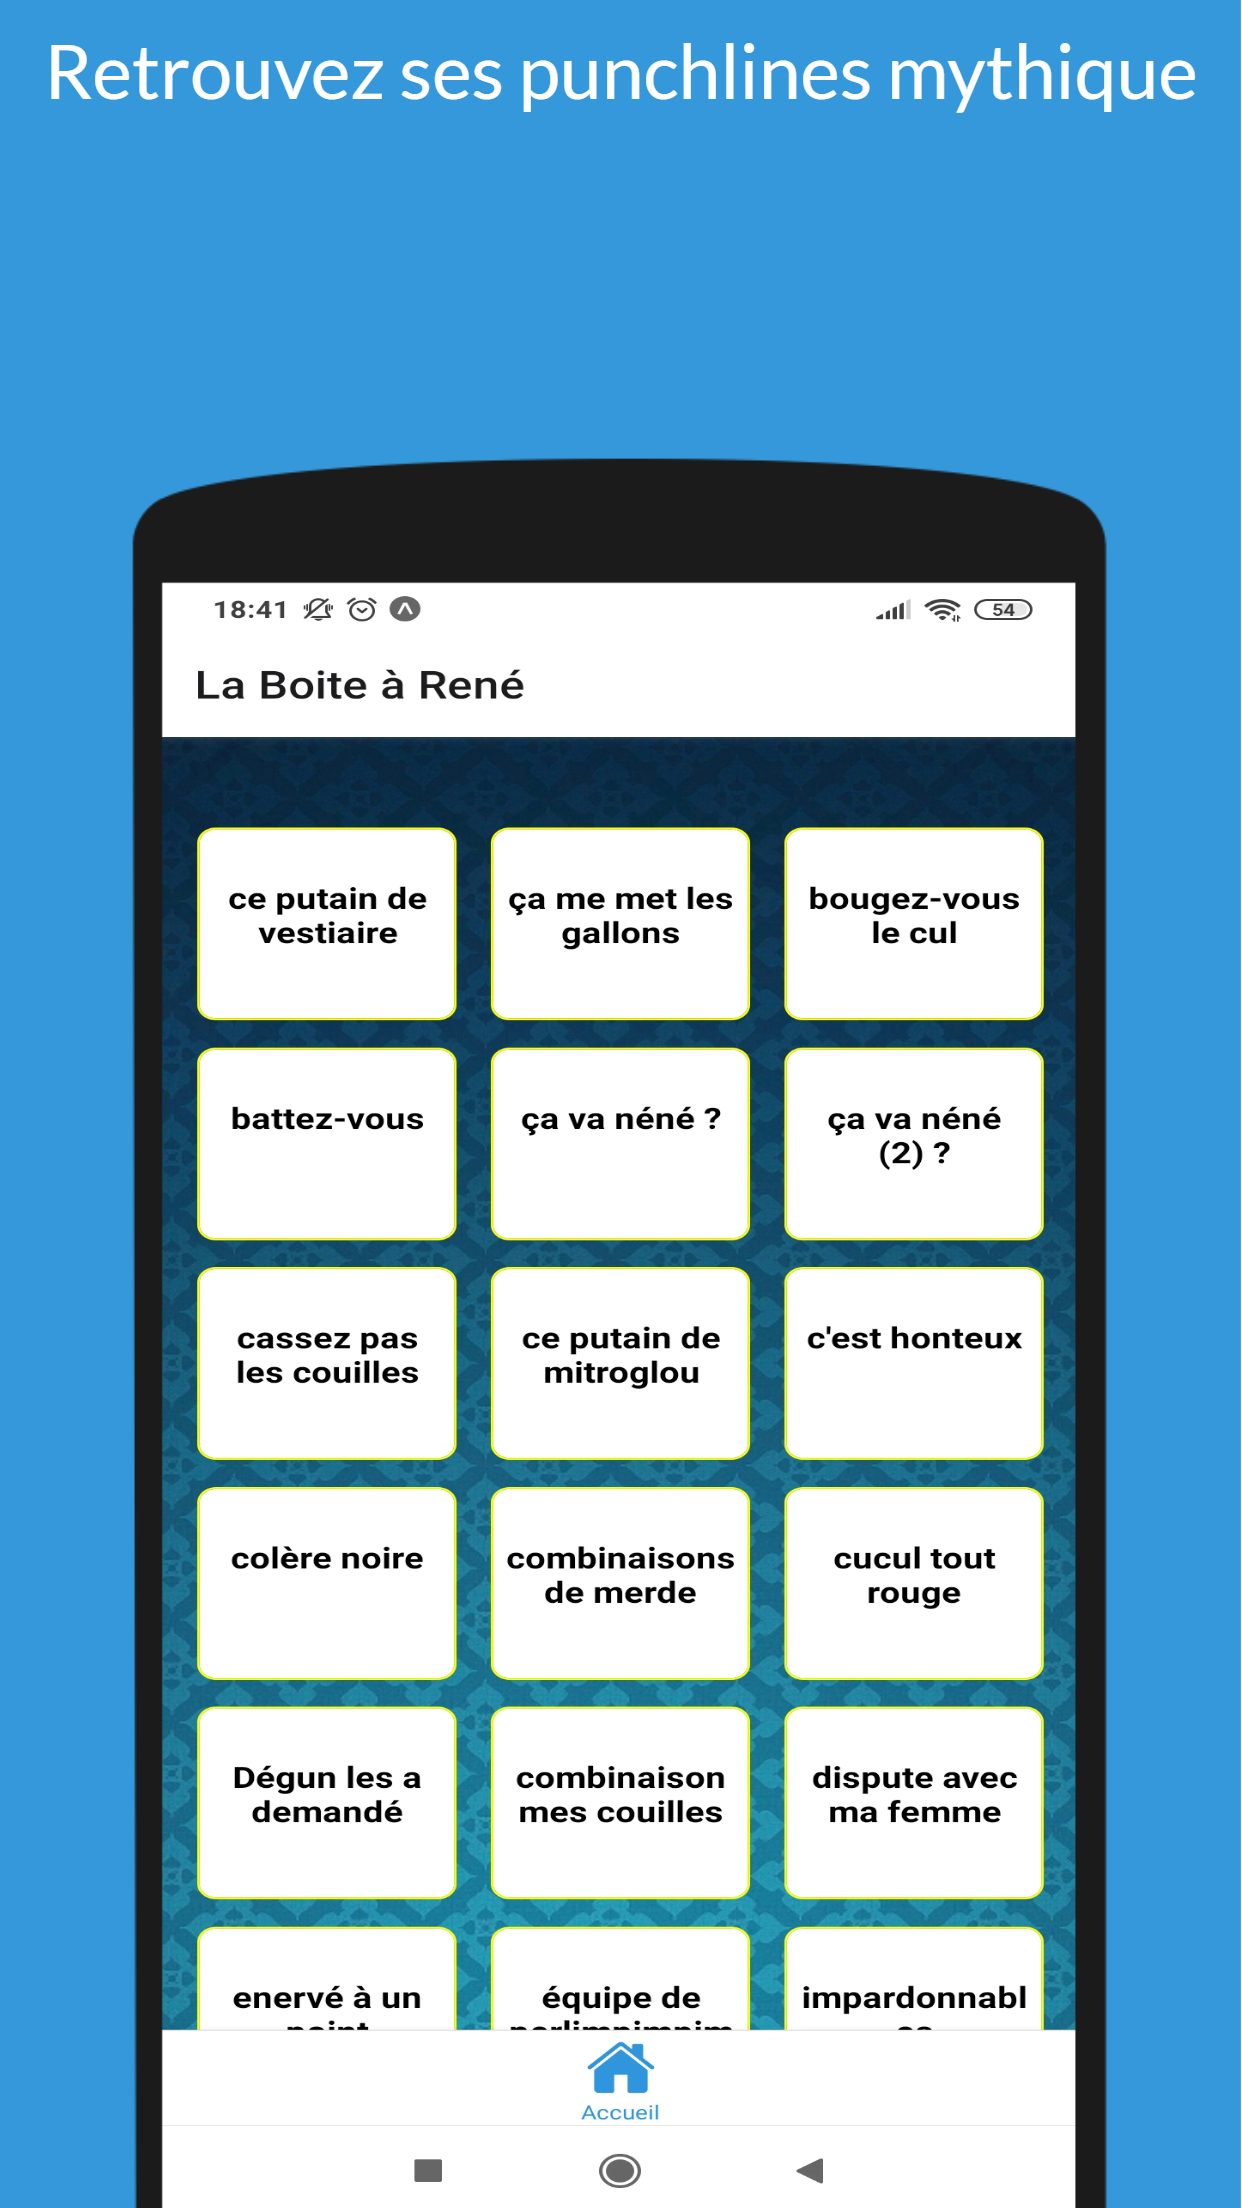 Retrouvez ses punchlines mythique
18:41
54
La Boite à René
ce putain de
vestiaire
ça me met les
gallons
bougez-vous
le cul
battez-vous
ça va néné ?
ça va néné
(2) ?
cassez pas
les couilles
ce putain de
mitroglou
c'est honteux
colère noire
combinaisons
de merde
cucul tout
rouge
Dégun les a
demandé
combinaison
mes couilles
dispute avec
ma femme
enervé à un
point
équipe de
impardonnabl
es
Accueil